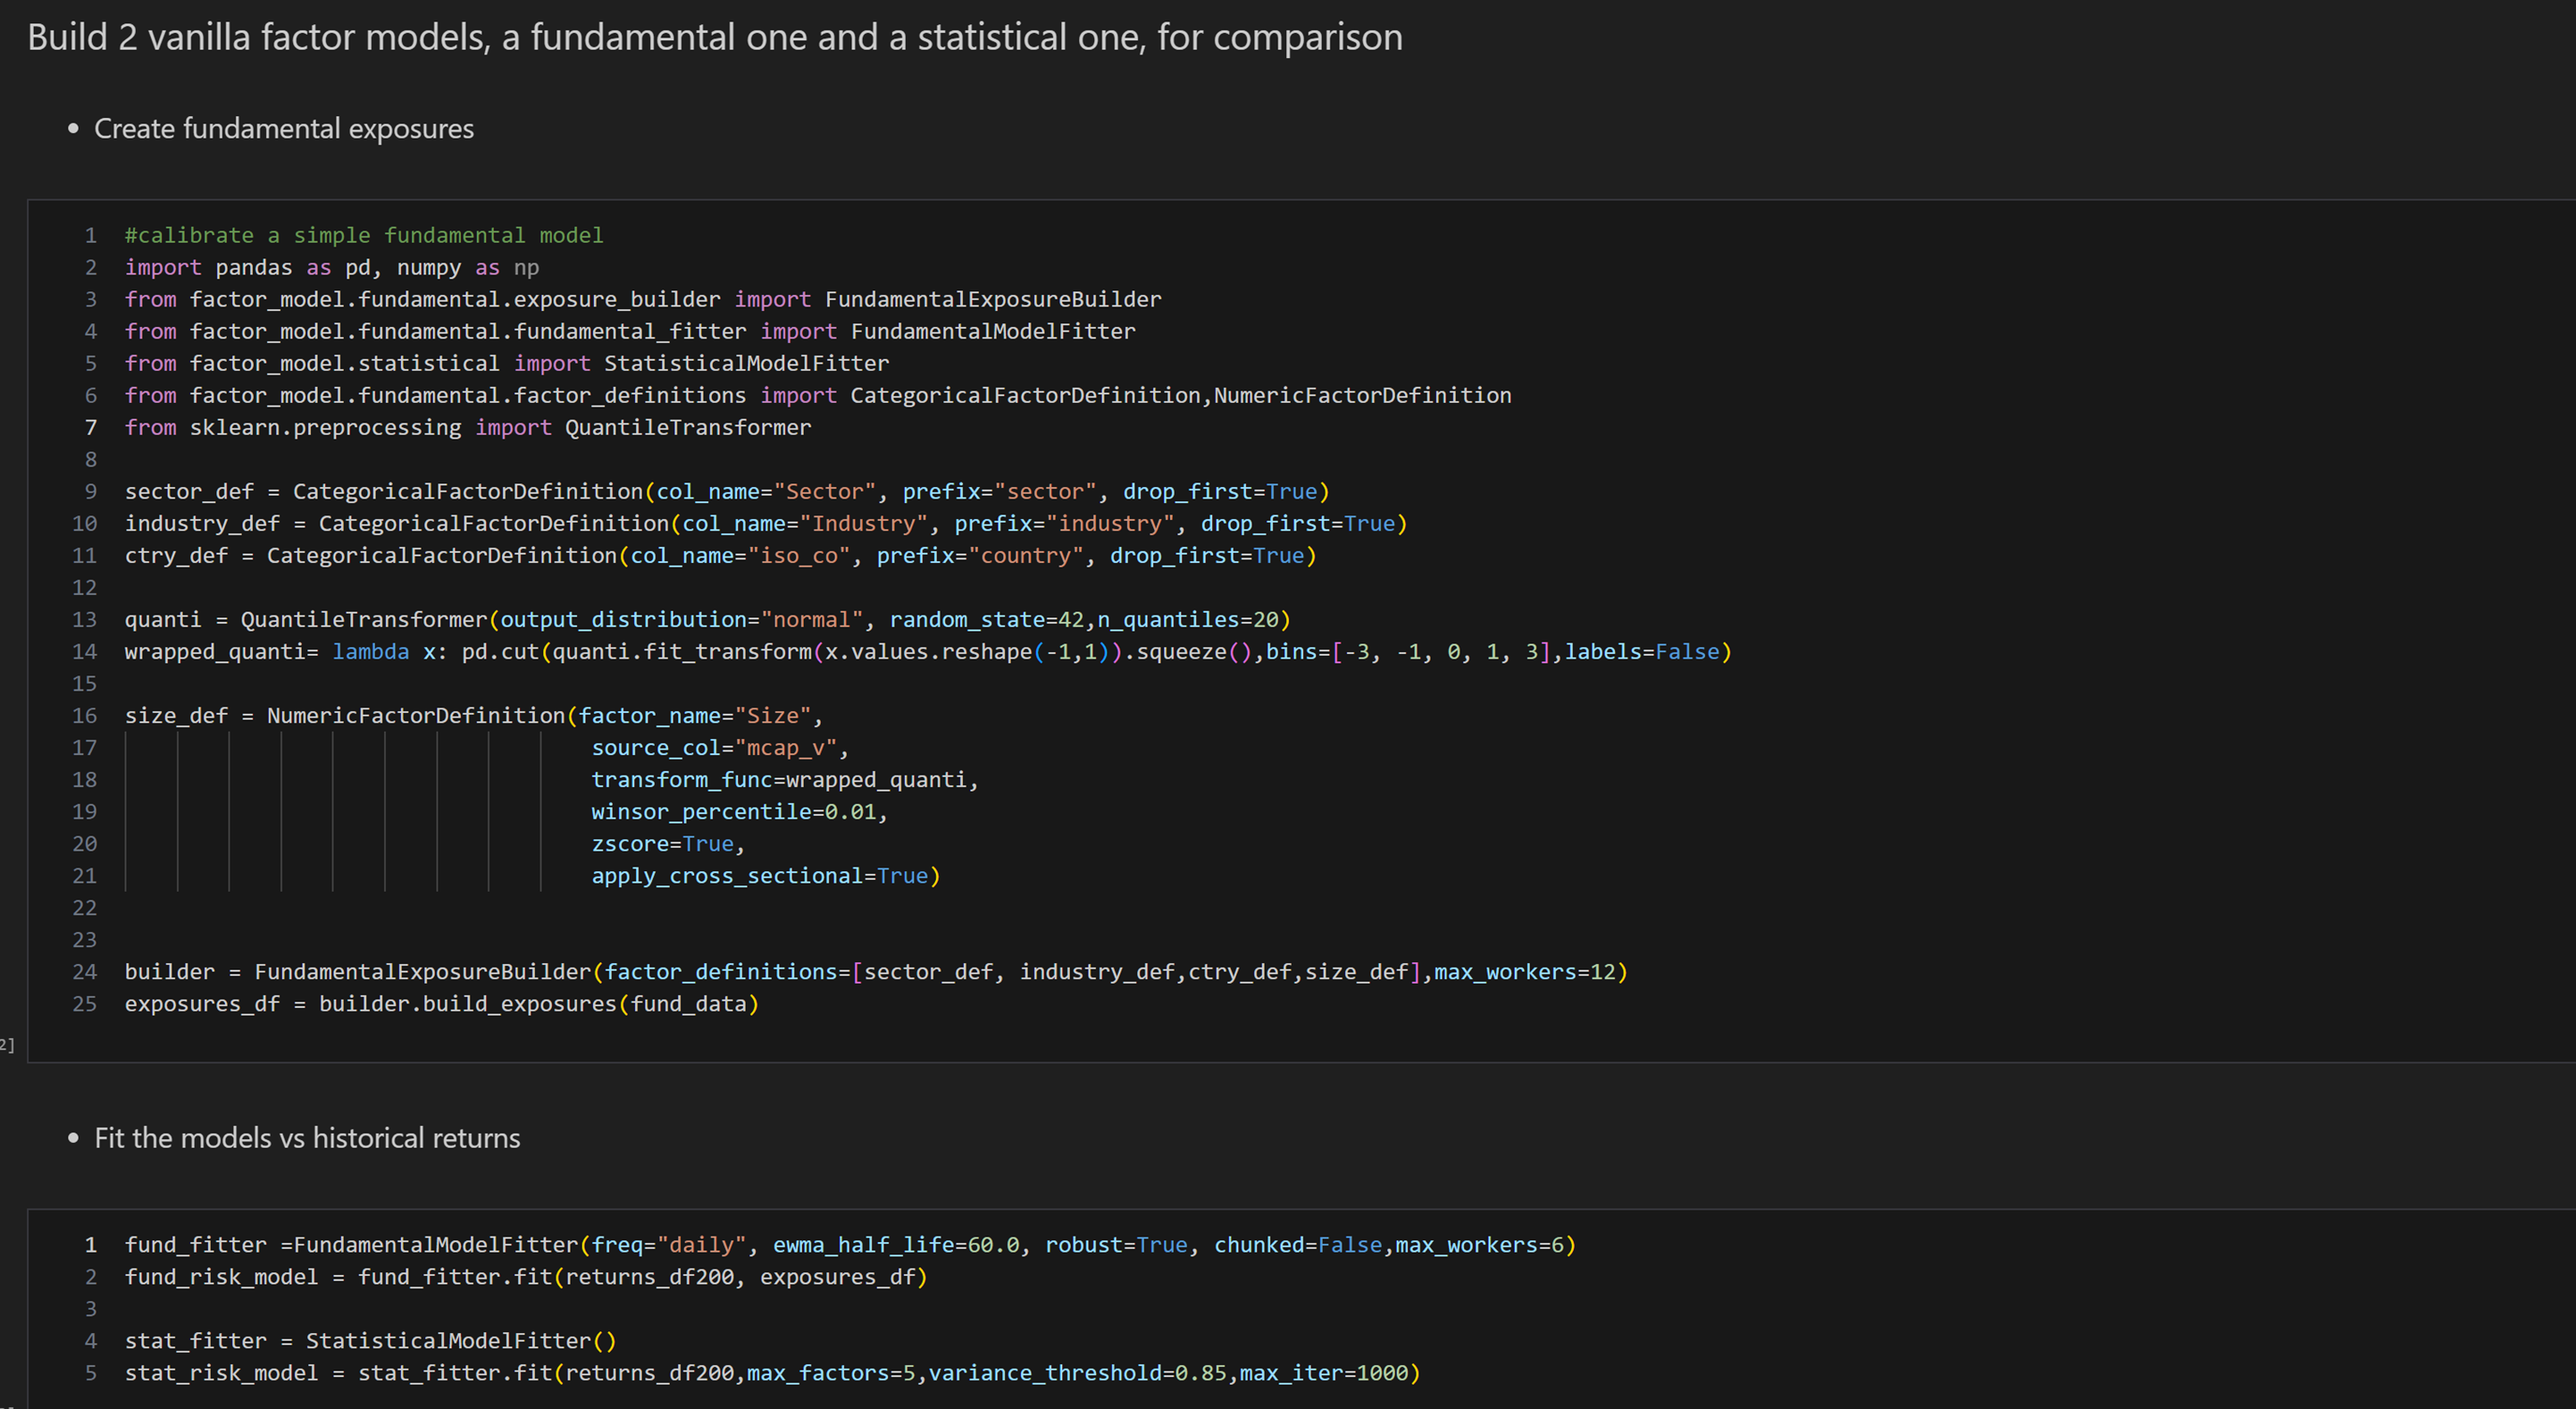 Build 2 vanilla factor models, a fundamental one and a statistical one, for comparison
• Create fundamental exposures
1 #calibrate a simple fundamental model
2 import pandas as pd, numpy as np
3 from factor_model.fundamental.exposure_builder import FundamentalExposureBuilder
4 from factor_model.fundamental.fundamental_fitter import FundamentalModelFitter
5 from factor_model.statistical import StatisticalModelFitter
6 from factor_model.fundamental.factor_definitions import CategoricalFactorDefinition,NumericFactorDefinition
7 from sklearn.preprocessing import QuantileTransformer
8
9 sector_def = CategoricalFactorDefinition(col_name="Sector", prefix="sector", drop_first=True)
10 industry_def = CategoricalFactorDefinition(col_name="Industry", prefix="industry", drop_first=True)
11 ctry_def = CategoricalFactorDefinition(col_name="iso_co", prefix="country", drop_first=True)
12
13 quanti = QuantileTransformer(output_distribution="normal", random_state=42,n_quantiles=20)
14 wrapped_quanti= lambda x: pd.cut(quanti.fit_transform(x.values.reshape(-1,1)).squeeze(),bins=[-3, -1, 0, 1, 3],labels=False)
15
16 size_def = NumericFactorDefinition(factor_name="Size",
17 source_col="mcap_v",
18 transform_func=wrapped_quanti,
19 winsor_percentile=0.01,
20 zscore=True,
21 apply_cross_sectional=True)
22
23
24 builder = FundamentalExposureBuilder(factor_definitions=[sector_def, industry_def,ctry_def,size_def],max_workers=12)
25 exposures_df = builder.build_exposures(fund_data)
2]
• Fit the models vs historical returns
1 fund_fitter =FundamentalModelFitter(freq="daily", ewma_half_life=60.0, robust=True, chunked=False,max_workers=6)
2 fund_risk_model = fund_fitter.fit(returns_df200, exposures_df)
3
4 stat_fitter = StatisticalModelFitter()
5 stat_risk_model = stat_fitter.fit(returns_df200,max_factors=5,variance_threshold=0.85,max_iter=1000)